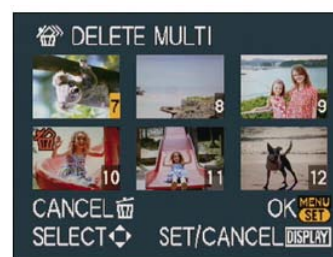 DELETE MULTI
7 8 9
10 11 12
CANCEL OK MENU SET
SELECT SET/CANCEL DISPLAY